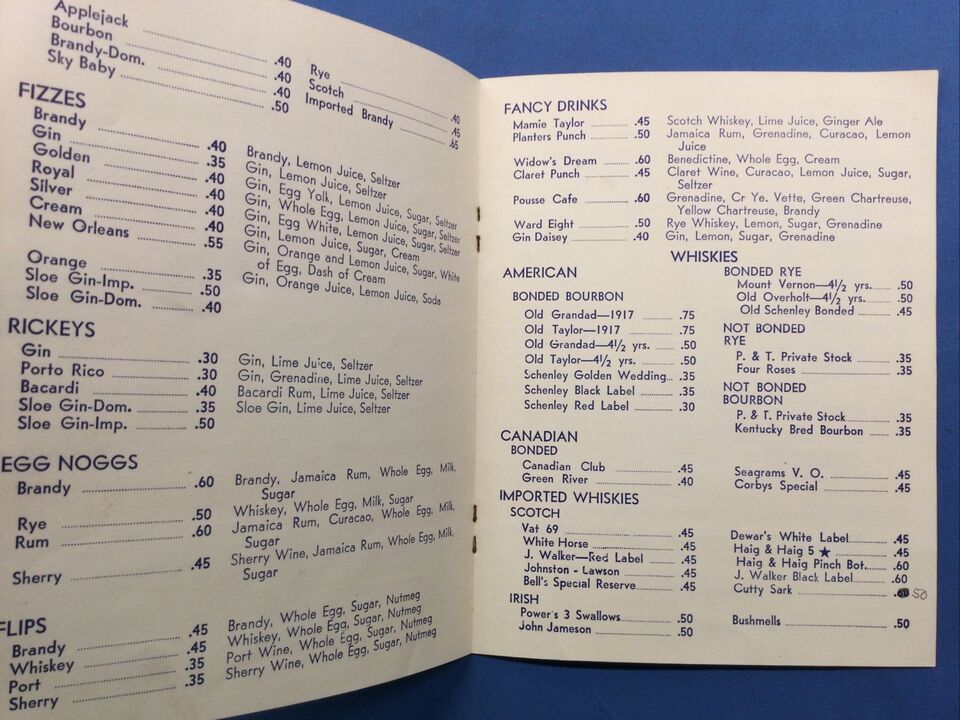 Applejack .40
Bourbon .40
Brandy-Dom. .40
Sky Baby .50
Rye .40
Scotch .45
Imported Brandy .65
FIZZES
Brandy .40 Brandy, Lemon Juice, Seltzer
Gin .35 Gin, Lemon Juice, Seltzer
Golden .40 Gin, Egg Yolk, Lemon Juice, Sugar, Seltzer
Royal .40 Gin, Whole Egg, Lemon Juice, Sugar, Seltzer
Silver .40 Gin, Egg White, Lemon Juice, Sugar, Seltzer
Cream .40 Gin, Lemon Juice, Sugar, Cream
New Orleans .55 Gin, Orange and Lemon Juice, Sugar, White
of Egg, Dash of Cream
Orange .35 Gin, Orange Juice, Lemon Juice, Soda
Sloe Gin-Imp. .50
Sloe Gin-Dom. .40
RICKEYS
Gin .30 Gin, Lime Juice, Seltzer
Porto Rico .30 Gin, Grenadine, Lime Juice, Seltzer
Bacardi .40 Bacardi Rum, Lime Juice, Seltzer
Sloe Gin-Dom. .35 Sloe Gin, Lime Juice, Seltzer
Sloe Gin-Imp. .50
EGG NOGGS
Brandy .60 Brandy, Jamaica Rum, Whole Egg, Milk,
Sugar
Rye .50 Whiskey, Whole Egg, Milk, Sugar
Rum .60 Jamaica Rum, Curacao, Whole Egg, Milk,
Sugar
Sherry .45 Sherry Wine, Jamaica Rum, Whole Egg, Milk,
Sugar
FLIPS
Brandy .45 Brandy, Whole Egg, Sugar, Nutmeg
Whiskey .45 Whiskey, Whole Egg, Sugar, Nutmeg
Port .35 Port Wine, Whole Egg, Sugar, Nutmeg
Sherry .35 Sherry Wine, Whole Egg, Sugar, Nutmeg
FANCY DRINKS
Mamie Taylor .45 Scotch Whiskey, Lime Juice, Ginger Ale
Planters Punch .50 Jamaica Rum, Grenadine, Curacao, Lemon
Juice
Widow's Dream .60 Benedictine, Whole Egg, Cream
Claret Punch .45 Claret Wine, Curacao, Lemon Juice, Sugar,
Seltzer
Pousse Cafe .60 Grenadine, Cr Ye. Vette, Green Chartreuse,
Yellow Chartreuse, Brandy
Ward Eight .50 Rye Whiskey, Lemon, Sugar, Grenadine
Gin Daisey .40 Gin, Lemon, Sugar, Grenadine
WHISKIES
AMERICAN
BONDED BOURBON
Old Grandad—1917 .75
Old Taylor—1917 .75
Old Grandad—4½ yrs. .50
Old Taylor—4½ yrs. .50
Schenley Golden Wedding .35
Schenley Black Label .35
Schenley Red Label .30
BONDED RYE
Mount Vernon—4½ yrs. .50
Old Overholt—4½ yrs. .50
Old Schenley Bonded .45
NOT BONDED
RYE
P. & T. Private Stock .35
Four Roses .35
NOT BONDED
BOURBON
P. & T. Private Stock .35
Kentucky Bred Bourbon .35
CANADIAN
BONDED
Canadian Club .45
Green River .40
Seagrams V. O. .45
Corbys Special .45
IMPORTED WHISKIES
SCOTCH
Vat 69 .45
White Horse .45
J. Walker—Red Label .45
Johnston - Lawson .45
Bell's Special Reserve .45
Dewar's White Label .45
Haig & Haig 5 ★ .45
Haig & Haig Pinch Bot. .60
J. Walker Black Label .60
Cutty Sark 50
IRISH
Power's 3 Swallows .50
John Jameson .50
Bushmells .50